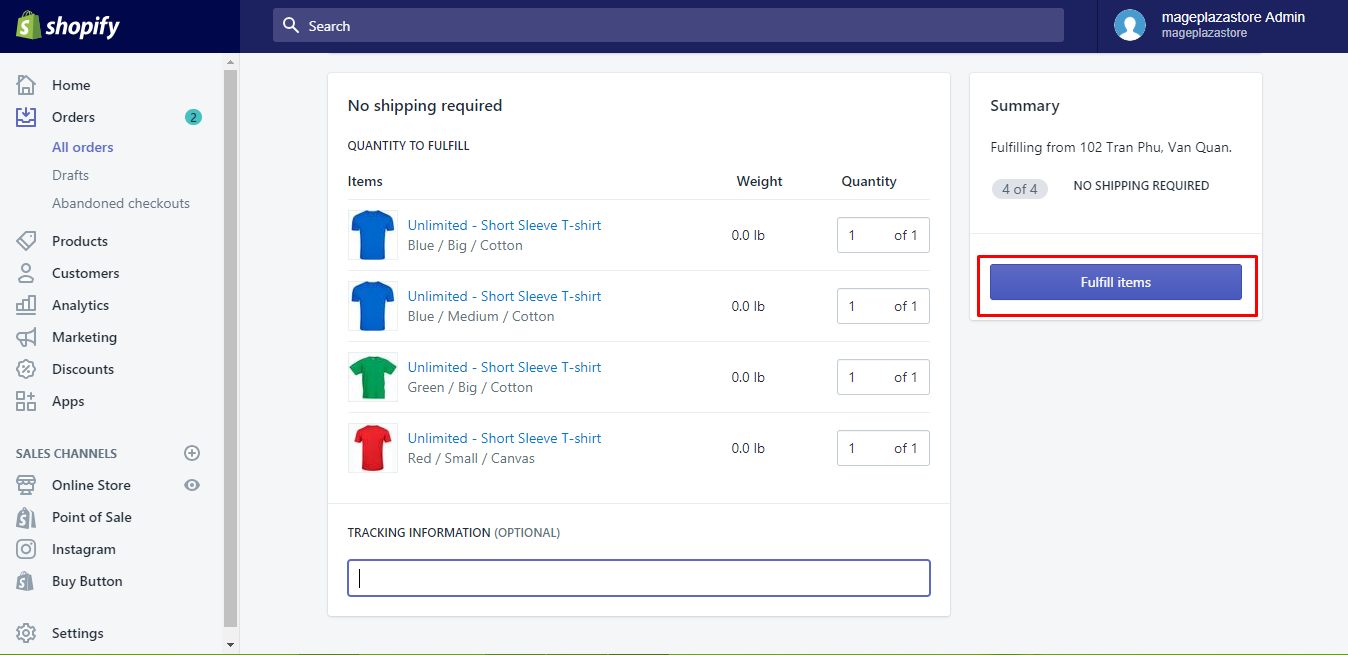 shopify
Search
mageplazastore Admin
mageplazastore
Home
Orders
2
All orders
Drafts
Abandoned checkouts
Products
Customers
Analytics
Marketing
Discounts
Apps
SALES CHANNELS
Online Store
Point of Sale
Instagram
Buy Button
Settings
No shipping required
QUANTITY TO FULFILL
Items Weight Quantity
Unlimited - Short Sleeve T-shirt
Blue / Big / Cotton
0.0 lb
1 of 1
Unlimited - Short Sleeve T-shirt
Blue / Medium / Cotton
0.0 lb
1 of 1
Unlimited - Short Sleeve T-shirt
Green / Big / Cotton
0.0 lb
1 of 1
Unlimited - Short Sleeve T-shirt
Red / Small / Canvas
0.0 lb
1 of 1
TRACKING INFORMATION (OPTIONAL)
Summary
Fulfilling from 102 Tran Phu, Van Quan.
4 of 4 NO SHIPPING REQUIRED
Fulfill items